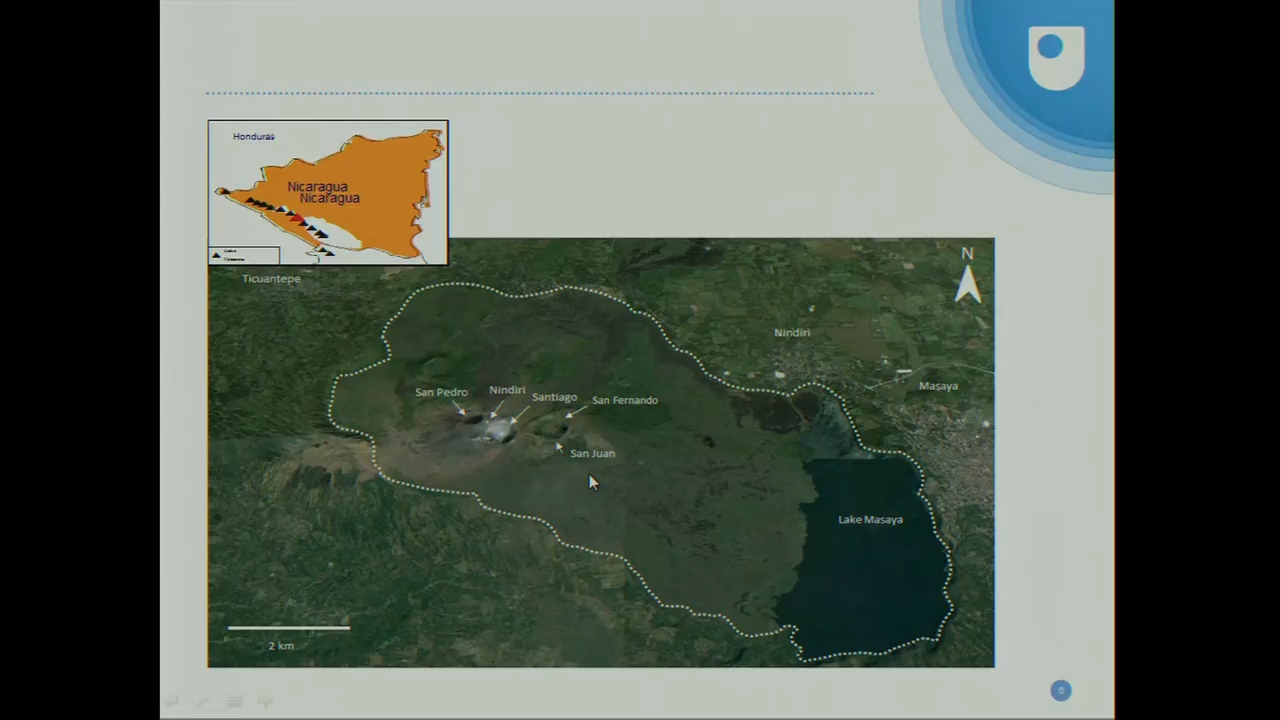 Honduras
Nicaragua
Nicaragua
N
Ticuantepe
Nindiri
Masaya
San Pedro
Nindiri
Santiago
San Fernando
San Juan
Lake Masaya
2 km
6